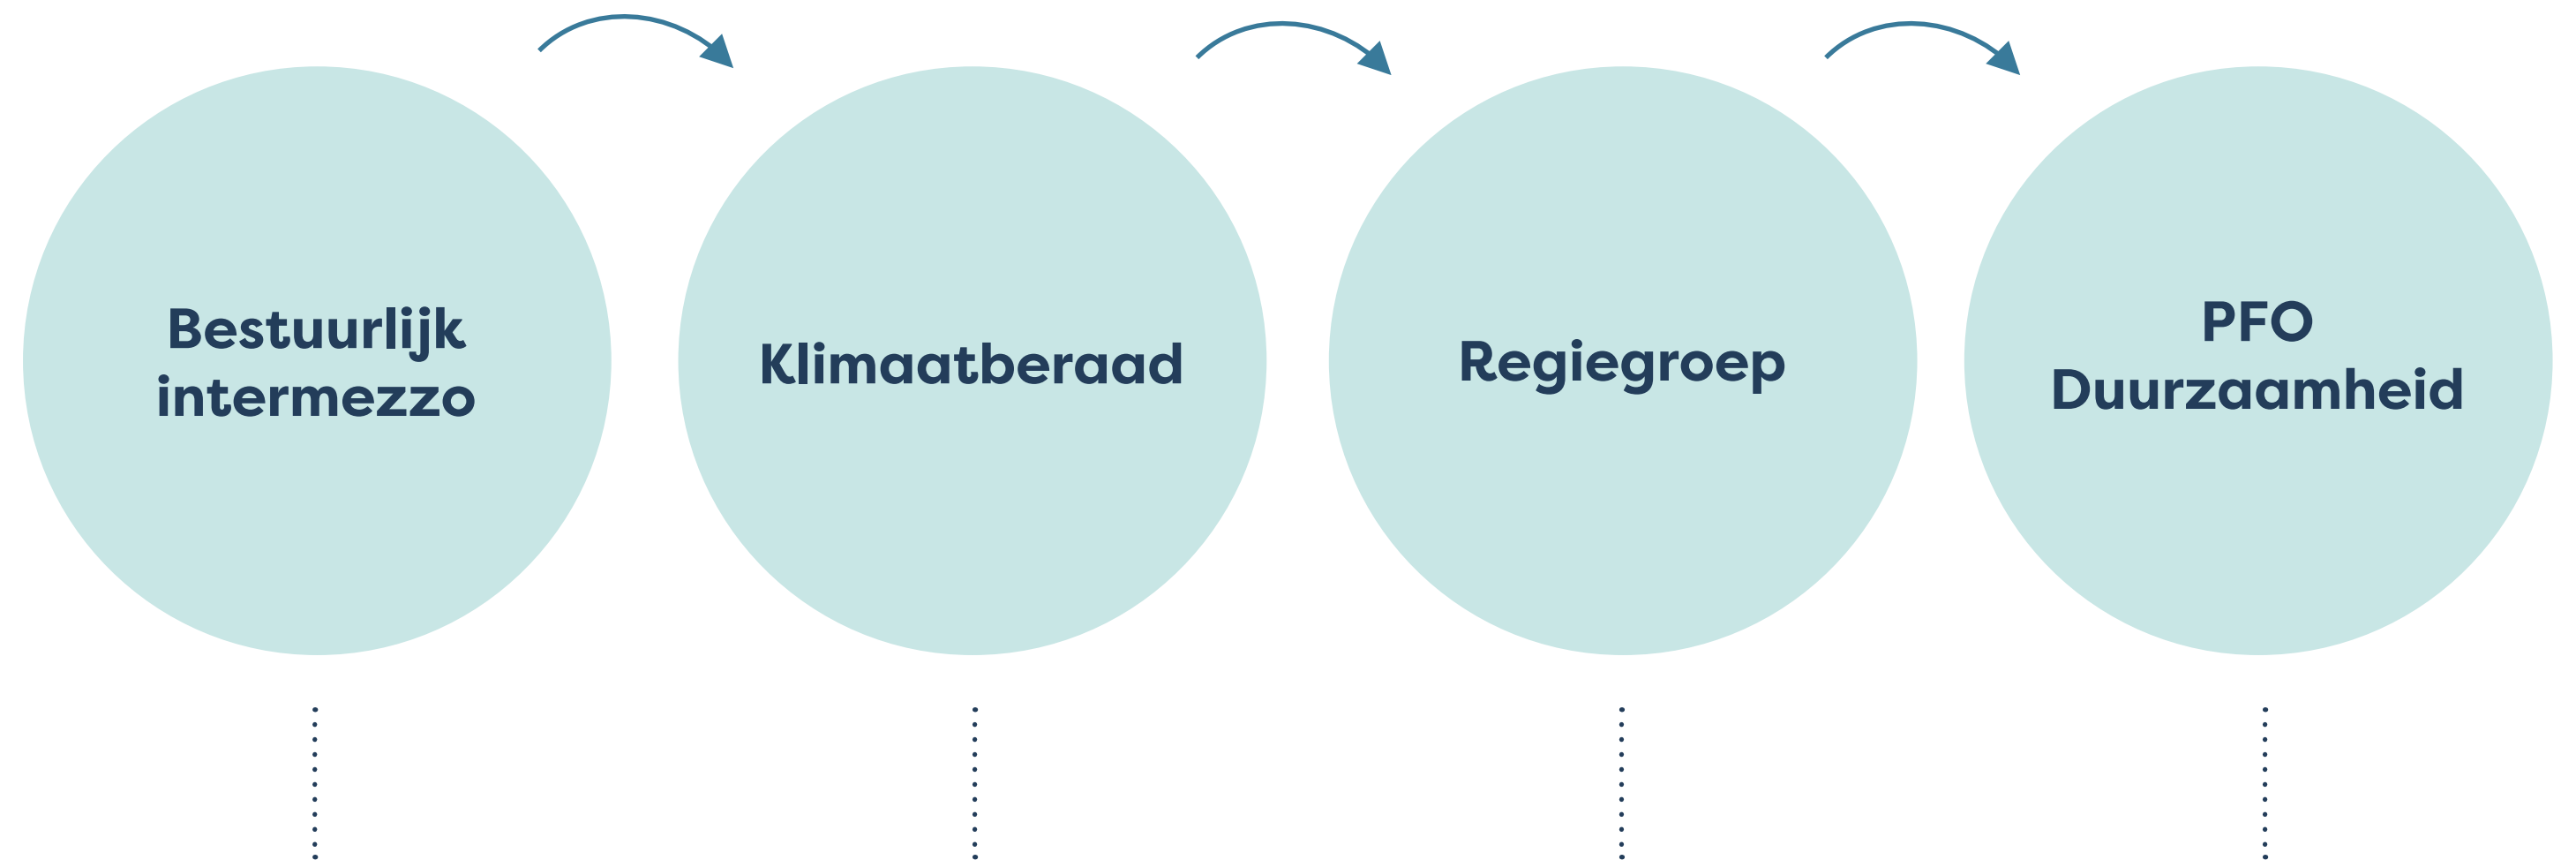 Bestuurlijk
intermezzo
Klimaatberaad
Regiegroep
PFO
Duurzaamheid